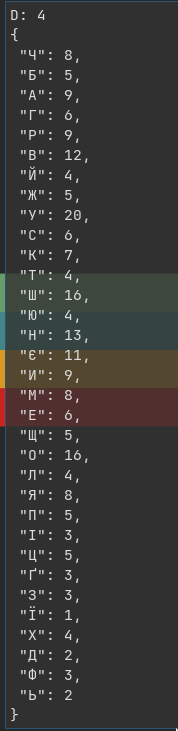 D: 4
{
"Ч": 8,
"Б": 5,
"А": 9,
"Г": 6,
"Р": 9,
"В": 12,
"Й": 4,
"Ж": 5,
"У": 20,
"С": 6,
"К": 7,
"Т": 4,
"Ш": 16,
"Ю": 4,
"Н": 13,
"Є": 11,
"И": 9,
"М": 8,
"Е": 6,
"Щ": 5,
"О": 16,
"Л": 4,
"Я": 8,
"П": 5,
"І": 3,
"Ц": 5,
"Ґ": 3,
"З": 3,
"Ї": 1,
"Х": 4,
"Д": 2,
"Ф": 3,
"Ь": 2
}